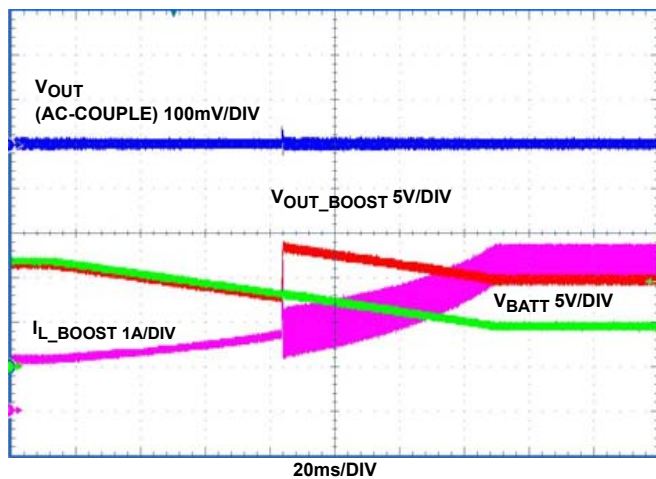 VOUT
(AC-COUPLE) 100mV/DIV
VOUT_BOOST 5V/DIV
VBATT 5V/DIV
IL_BOOST 1A/DIV
20ms/DIV